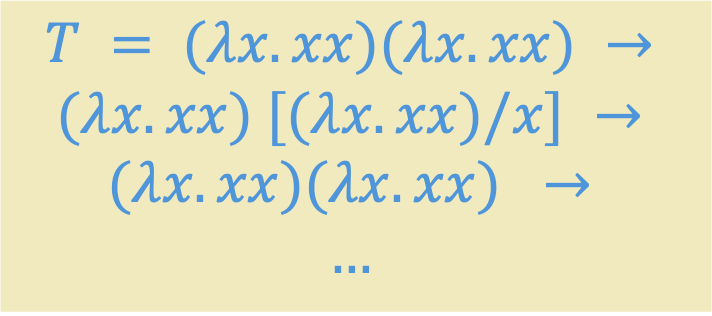 T = (λx. xx)(λx. xx) →
(λx. xx) [(λx. xx)/x] →
(λx. xx)(λx. xx) →
...